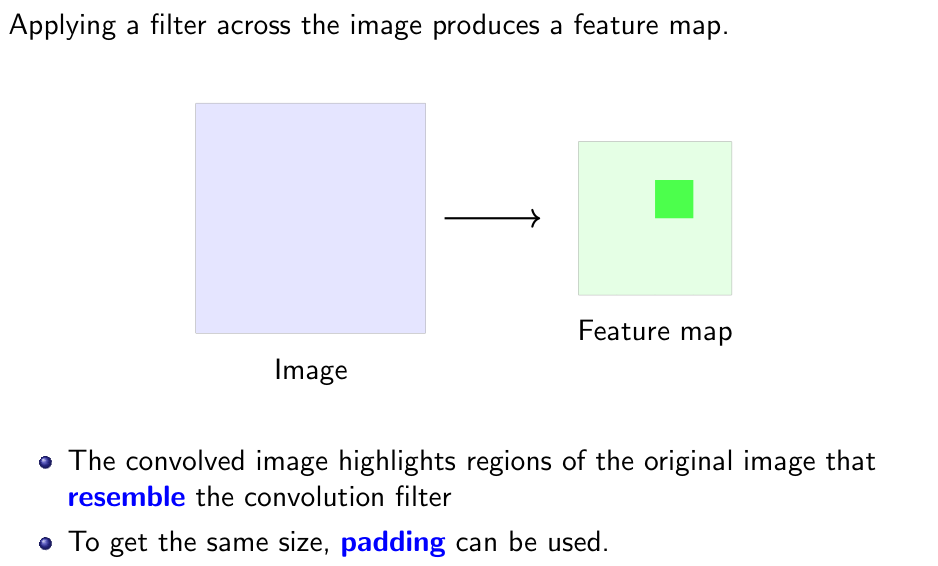 Applying a filter across the image produces a feature map.
Feature map
Image
The convolved image highlights regions of the original image that
resemble the convolution filter
To get the same size, padding can be used.